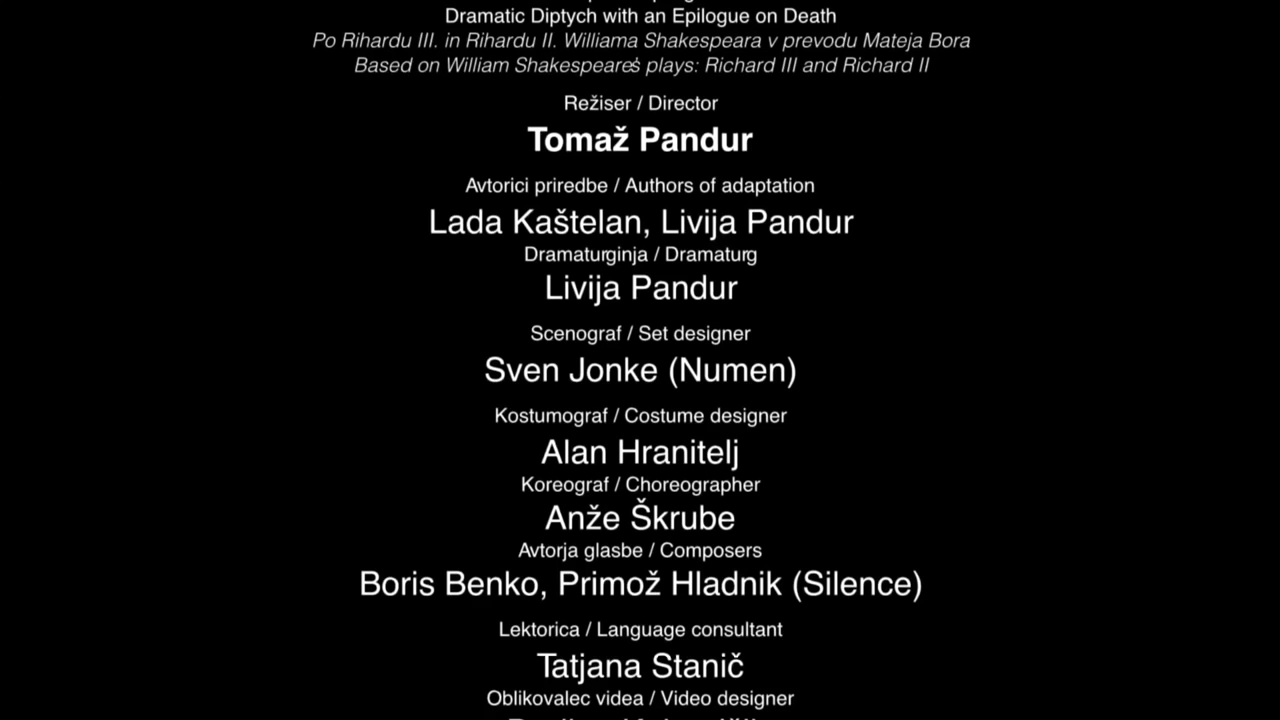 Dramatic Diptych with an Epilogue on Death
Po Rihardu III. in Rihardu II. Williama Shakespeara v prevodu Mateja Bora
Based on William Shakespeareś plays: Richard III and Richard II
Režiser / Director
Tomaž Pandur
Avtorici priredbe / Authors of adaptation
Lada Kaštelan, Livija Pandur
Dramaturginja / Dramaturg
Livija Pandur
Scenograf / Set designer
Sven Jonke (Numen)
Kostumograf / Costume designer
Alan Hranitelj
Koreograf / Choreographer
Anže Škrube
Avtorja glasbe / Composers
Boris Benko, Primož Hladnik (Silence)
Lektorica / Language consultant
Tatjana Stanič
Oblikovalec videa / Video designer